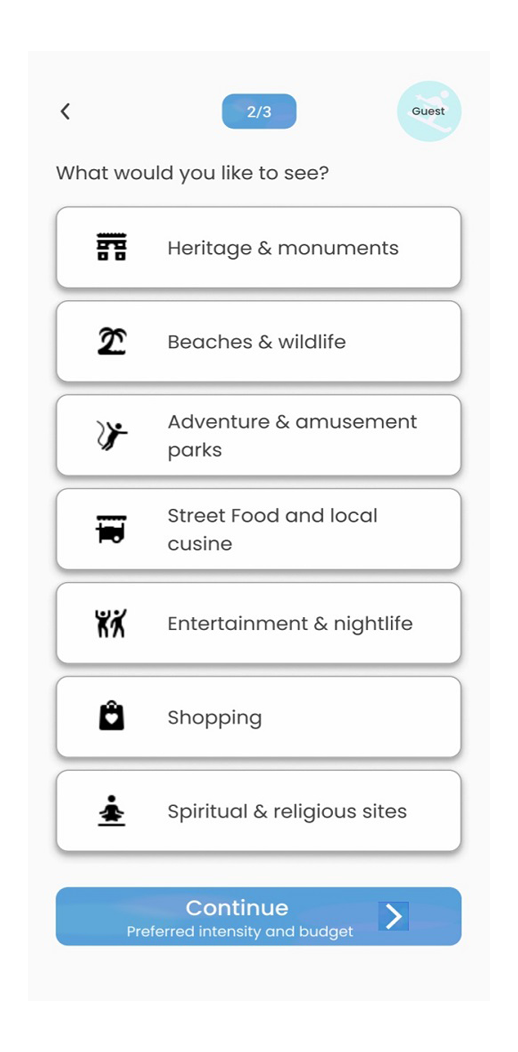 2/3
Guest
What would you like to see?
Heritage & monuments
Beaches & wildlife
Adventure & amusement
parks
Street Food and local
cusine
Entertainment & nightlife
Shopping
Spiritual & religious sites
Continue
Preferred intensity and budget